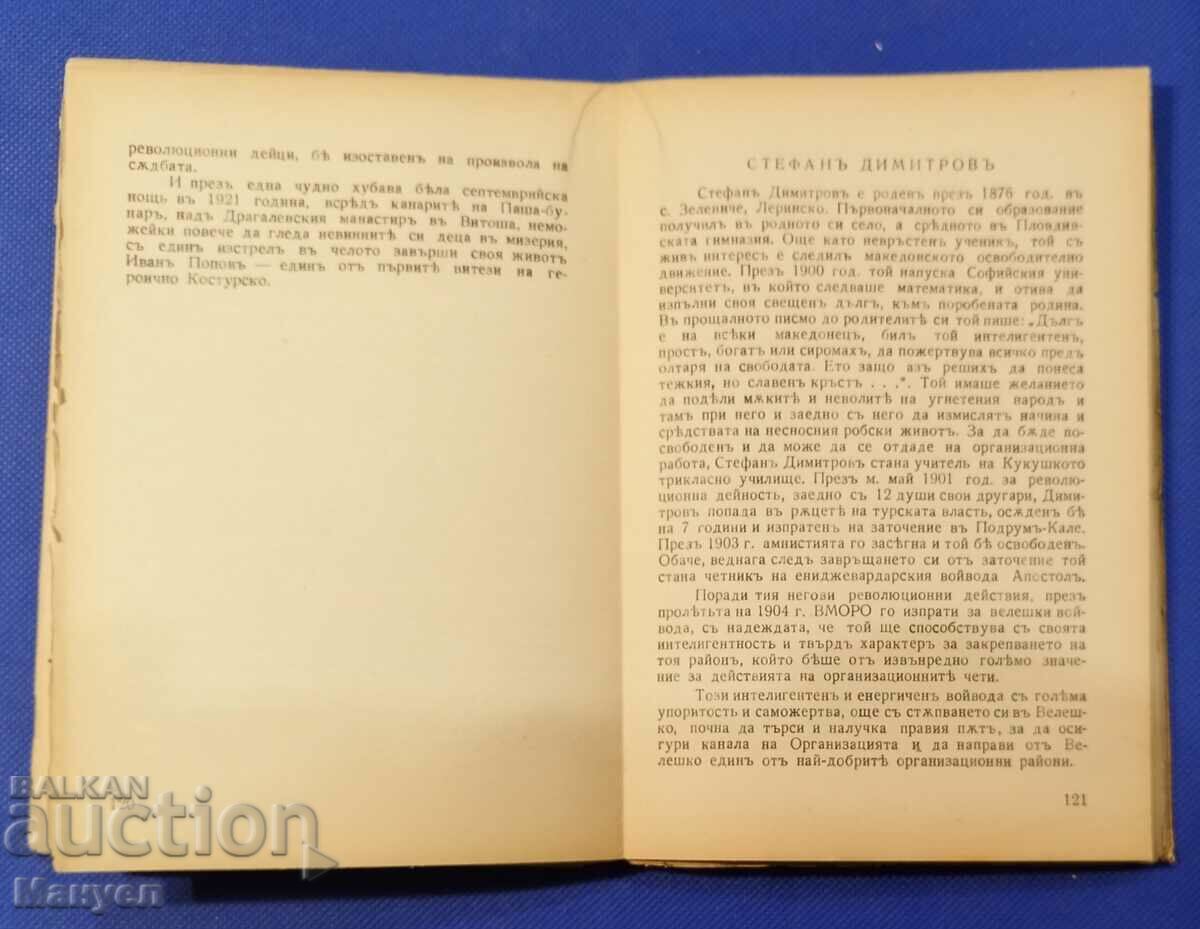 революционни дейци, бѣ изоставенъ на произвола на
сѫдбата.
И презъ една чудно хубава бѣла септемврийска
нощь въ 1921 година, всрѣдъ канаритѣ на Паша-бу-
наръ, надъ Драгалевския манастиръ въ Витоша, немо-
жейки повече да гледа невиннитѣ си деца въ мизерия,
съ единъ изстрелъ въ челото завърши своя животъ
Иванъ Поповъ — единъ отъ първитѣ витези на ге-
роично Костурско.
120
СТЕФАНЪ ДИМИТРОВЪ
Стефанъ Димитровъ е роденъ презъ 1876 год. въ
с. Зелениче, Леринско. Първоначалното си образование
получилъ въ родното си село, а срѣдното въ Пловдив-
ската гимназия. Още като невръстенъ ученикъ, той съ
живъ интересъ е следилъ македонското освободително
движение. Презъ 1900 год. той напуска Софийския уни-
верситетъ, въ който следваше математика, и отива да
изпълни своя свещенъ дългъ, къмъ поробената родина.
Въ прощалното писмо до родителитѣ си той пише: „Дългъ
е на всѣки македонецъ, билъ той интелигентенъ,
простъ, богатъ или сиромахъ, да пожертвува всичко предъ
олтаря на свободата. Ето защо азъ решихъ да понеса
тежкия, но славенъ кръстъ . . .". Той имаше желанието
да подѣли мѫкитѣ и неволитѣ на угнетения народъ и
тамъ при него и заедно съ него да измислятъ начина и
срѣдствата на несносния робски животъ. За да бѫде по-
свободенъ и да може да се отдаде на организационна
работа, Стефанъ Димитровъ стана учитель на Кукушкото
трикласно училище. Презъ м. май 1901 год. за револю-
ционна дейность, заедно съ 12 души свои другари, Дими-
тровъ попада въ рѫцетѣ на турската власть, осѫденъ бѣ
на 7 години и изпратенъ на заточение въ Подрумъ-Кале.
Презъ 1903 г. амнистията го засѣгна и той бѣ освободенъ.
Обаче, веднага следъ завръщането си отъ заточение той
стана четникъ на ениджевардарския войвода Апостолъ.
Поради тия негови революционни действия, презъ
пролѣтьта на 1904 г. ВМОРО го изпрати за велешки вой-
вода, съ надеждата, че той ще способствува съ своята
интелигентность и твърдъ характеръ за закрепването на
тоя районъ, който бѣше отъ извънредно голѣмо значе-
ние за действията на организационнитѣ чети.
Този интелигентенъ и енергиченъ войвода съ голѣма
упоритость и саможертва, още съ стѫпването си въ Велеш-
ко, почна да търси и налучка правия пѫть, за да оси-
гури канала на Организацията и да направи отъ Ве-
лешко единъ отъ най-добритѣ организационни райони.
121
BALKAN
auction
Мануел